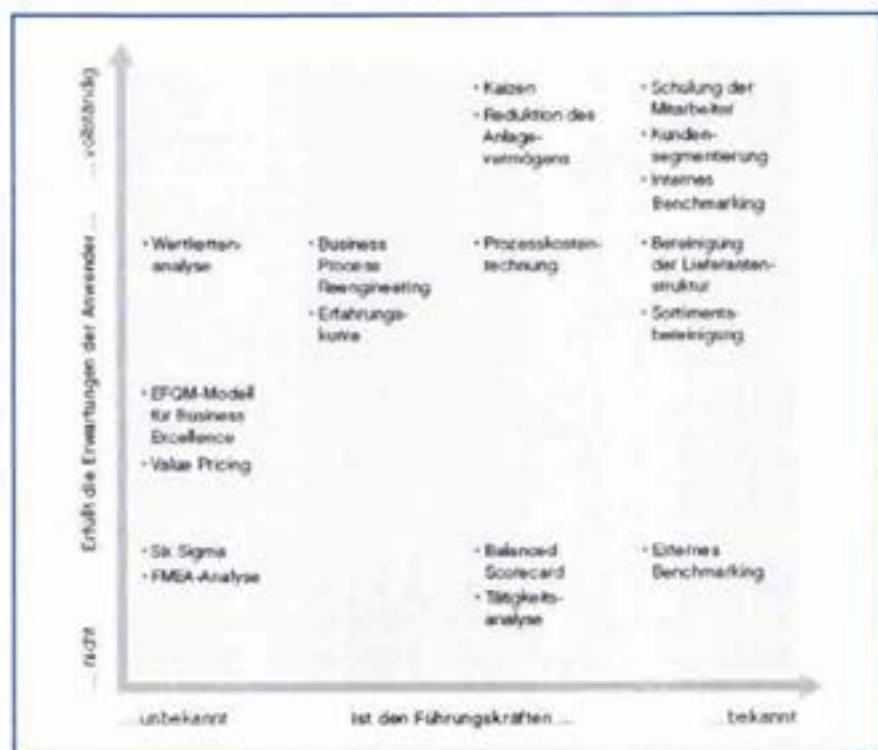 ... vollständig
Erfüllt die Erwartungen der Anwender ...
... nicht
• Kaizen
• Reduktion des
Anlage-
vermögens
• Schulung der
Mitarbeiter
• Kunden-
segmentierung
• Internes
Benchmarking
• Wertketten-
analyse
• Business
Process
Reengineering
• Erfahrungs-
kurve
• Prozesskosten-
rechnung
• Bereinigung
der Lieferanten-
struktur
• Sortiments-
bereinigung
• EFQM-Modell
für Business
Excellence
• Value Pricing
• Six Sigma
• FMEA-Analyse
• Balanced
Scorecard
• Tätigkeits-
analyse
• Externes
Benchmarking
... unbekannt
ist den Führungskräften ...
... bekannt